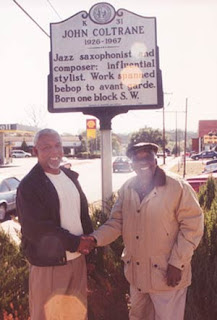 K 31
JOHN COLTRANE
1926-1967
Jazz saxophonist and
composer; influential
stylist. Work spanned
bebop to avant garde.
Born one block S.W.